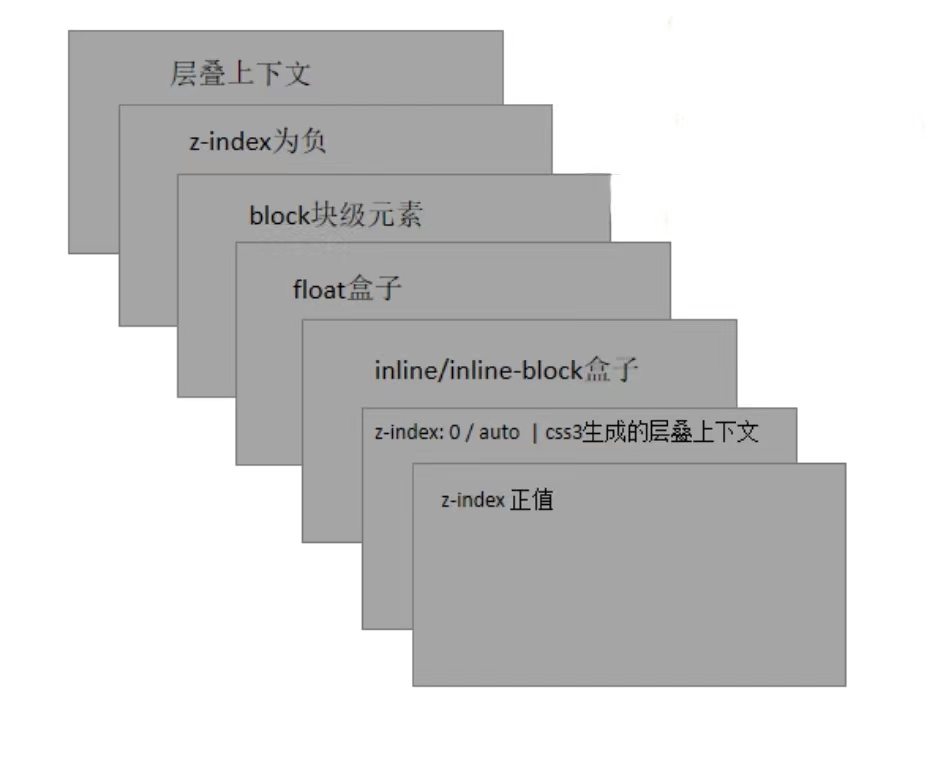 层叠上下文
z-index为负
block块级元素
float盒子
inline/inline-block盒子
z-index: 0 / auto | css3生成的层叠上下文
z-index 正值